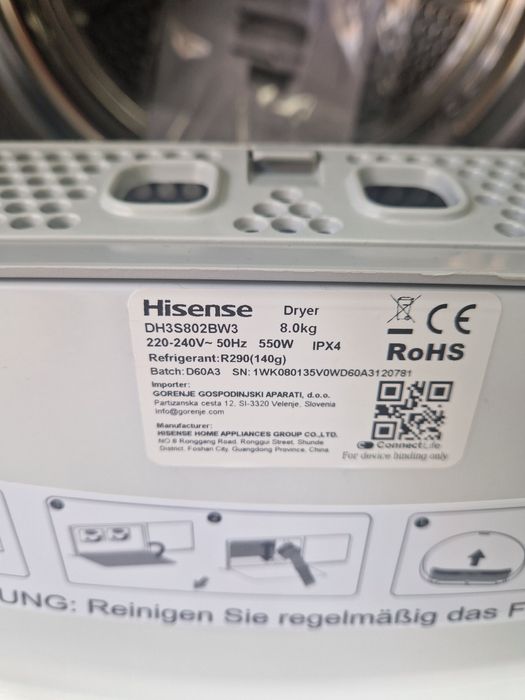 Hisense Dryer
DH3S802BW3 8.0kg
220-240V~ 50Hz 550W IPX4
CE
RoHS
Refrigerant:R290(140g)
Batch: D60A3 SN: 1WK080135V0WD60A3120781
Importer:
GORENJE GOSPODINJSKI APARATI, d.o.o.
Partizanska cesta 12, SI-3320 Velenje, Slovenia
info@gorenje.com
Manufacturer:
HISENSE HOME APPLIANCES GROUP CO.,LTD.
NO 8 Ronggang Road, Ronggui Street, Shunde
District, Foshan City, Guangdong Province, China
ConnectLife
For device binding only
UNG: Reinigen Sie regelmäßig das F